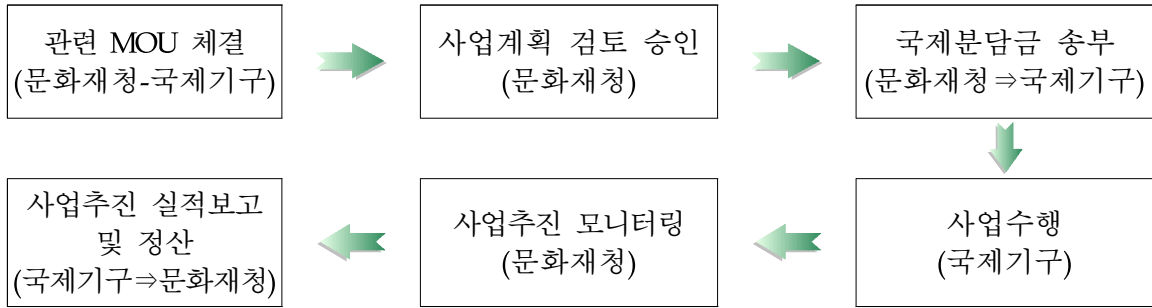 관련 MOU 체결
(문화재청-국제기구)
사업계획 검토 승인
(문화재청)
국제분담금 송부
(문화재청⇒국제기구)
사업수행
(국제기구)
사업추진 모니터링
(문화재청)
사업추진 실적보고
및 정산
(국제기구⇒문화재청)